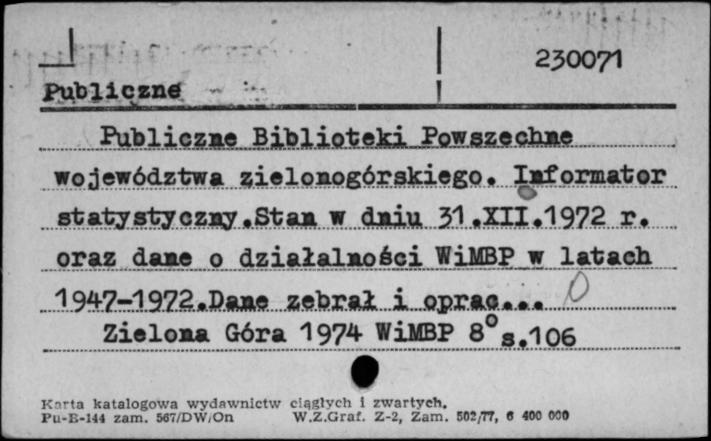 230071
Publiczne
Publiczne Biblioteki Powszechne
województwa zielonogórskiego. Informator
statystyczny.Stan w dniu 31.XII.1972 r.
oraz dane o działalności WiMBP w latach
1947-1972.Dane zebrał i oprac...
Zielona Góra 1974 WiMBP 8° s.106
Karta katalogowa wydawnictw ciągłych i zwartych.
Pu-B-144 zam. 567/DW/On W.Z.Graf. Z-2, Zam. 502/77, 6 400 000